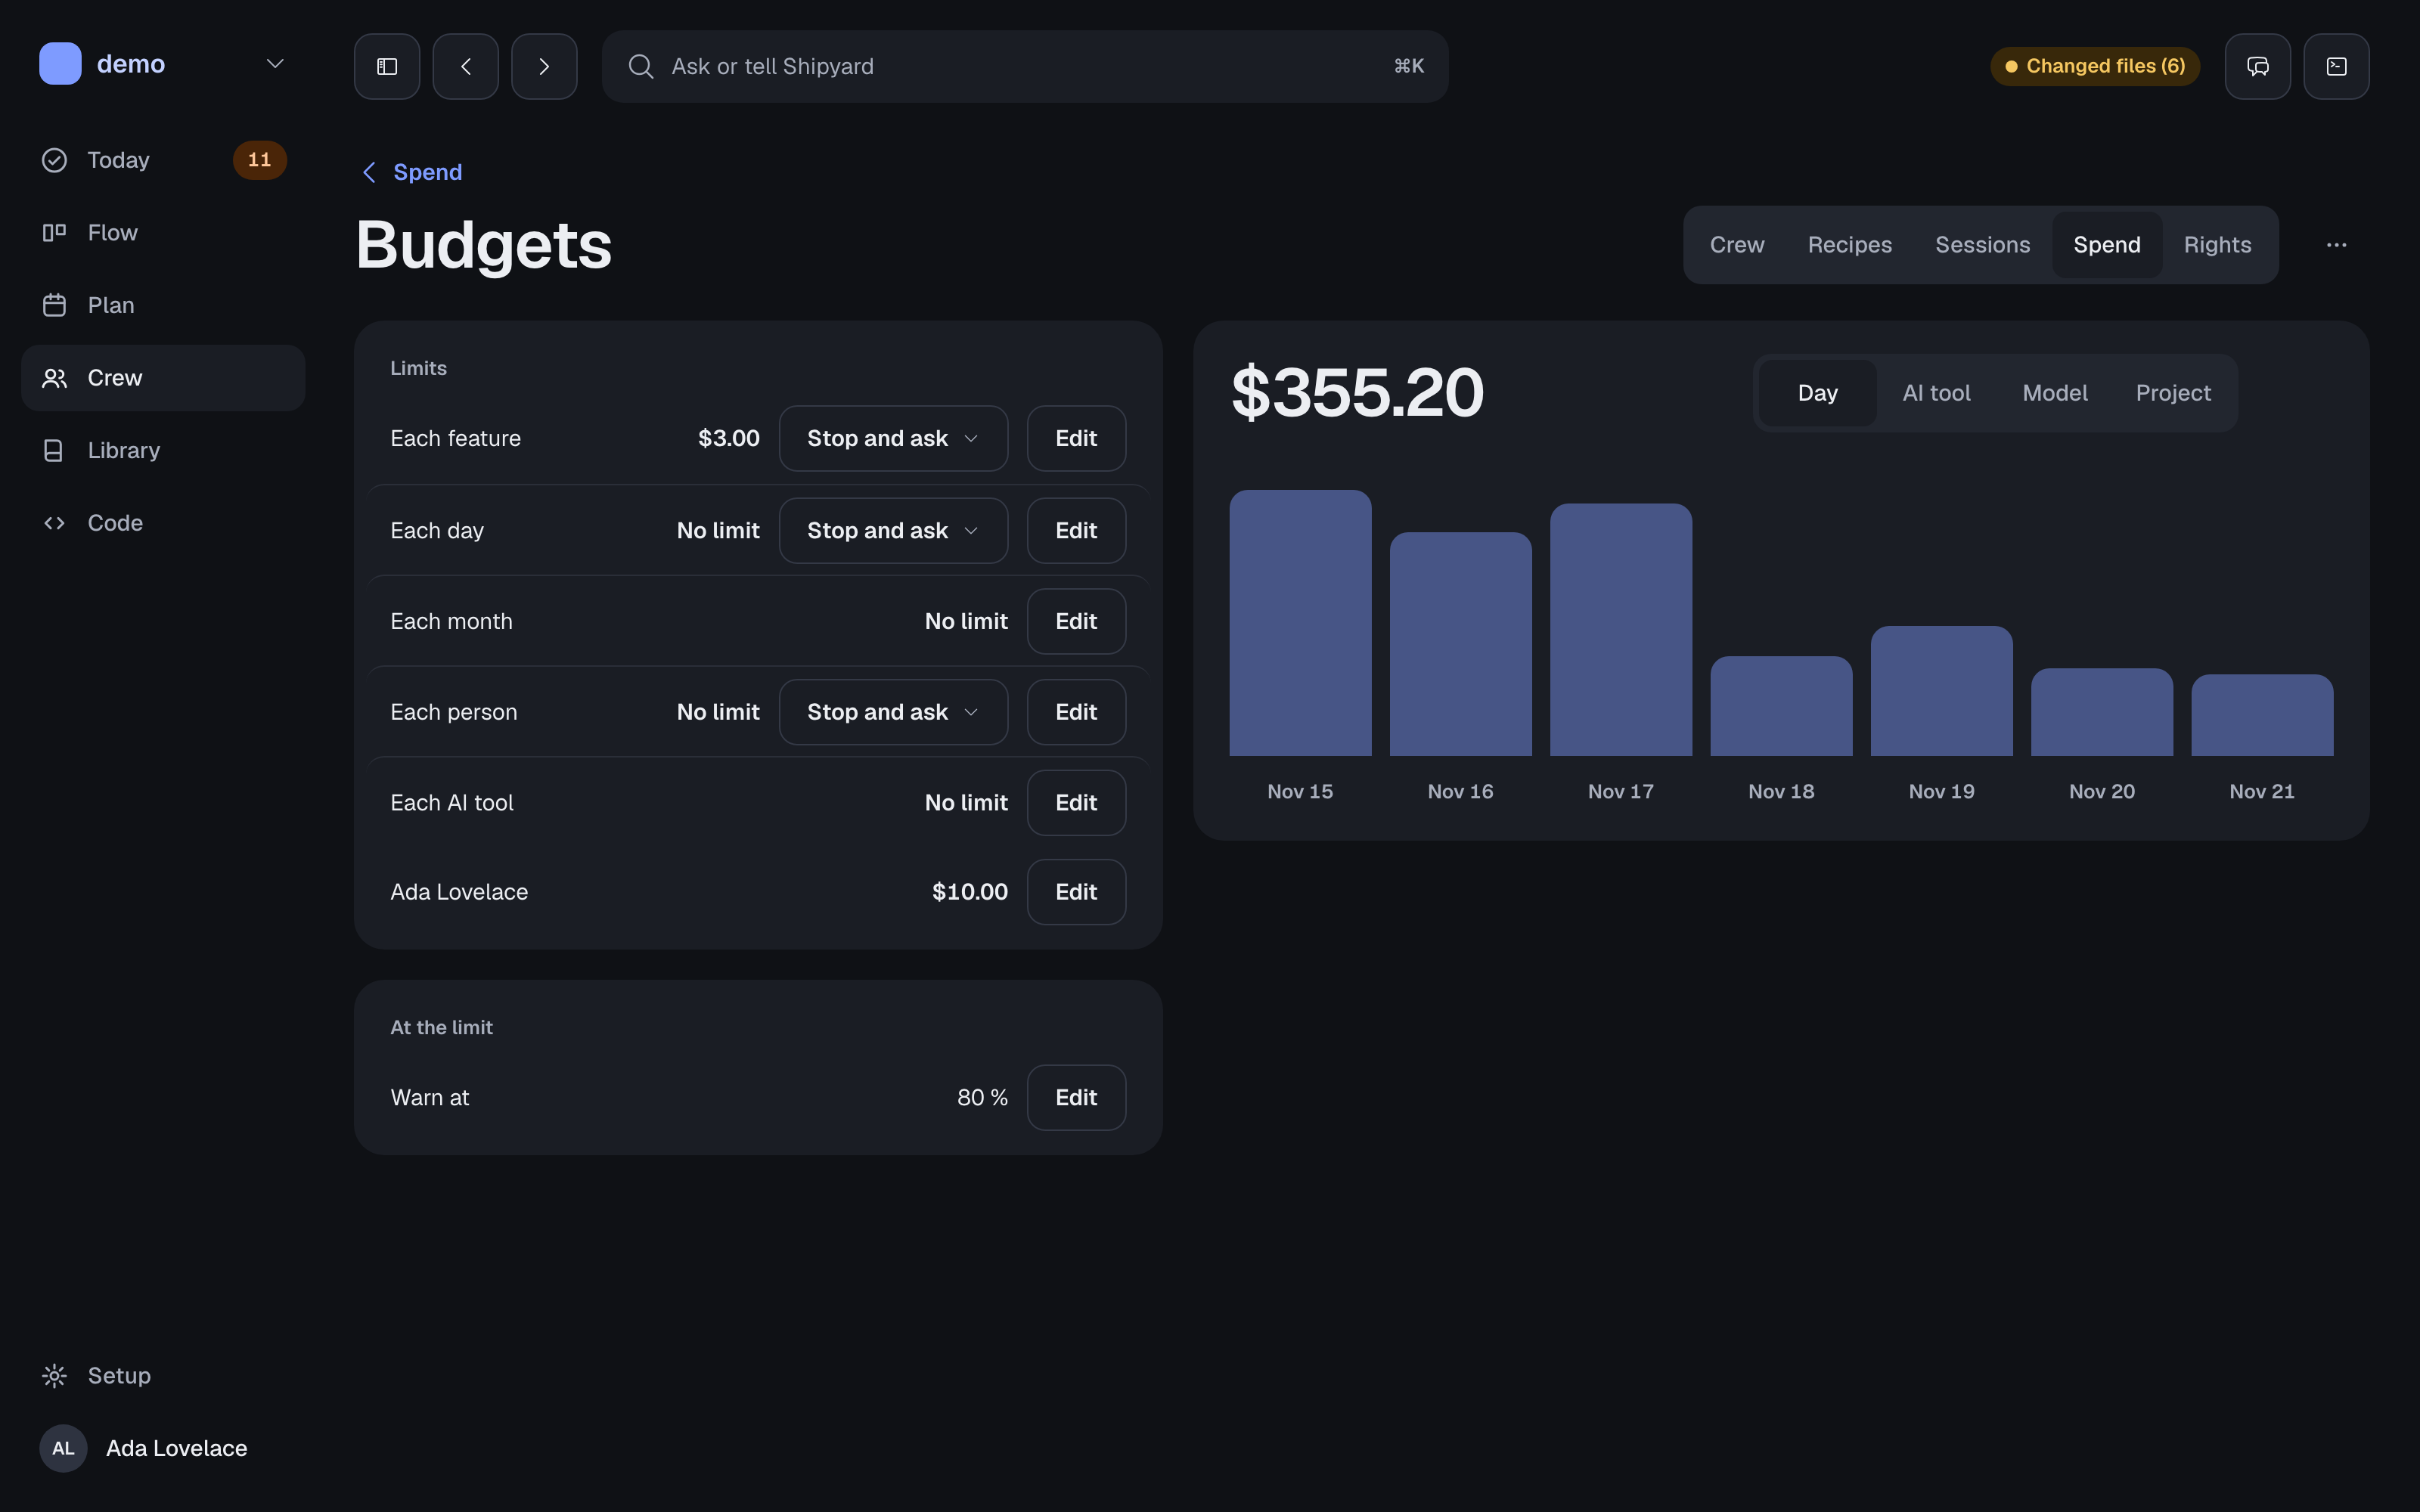 demo
Ask or tell Shipyard
⌘K
Changed files (6)
Today
11
Flow
Plan
Crew
Library
Code
Spend
Budgets
Crew
Recipes
Sessions
Spend
Rights
Limits
Each feature
$3.00
Stop and ask
Edit
Each day
No limit
Stop and ask
Edit
Each month
No limit
Edit
Each person
No limit
Stop and ask
Edit
Each AI tool
No limit
Edit
Ada Lovelace
$10.00
Edit
At the limit
Warn at
80 %
Edit
$355.20
Day
AI tool
Model
Project
Nov 15
Nov 16
Nov 17
Nov 18
Nov 19
Nov 20
Nov 21
Setup
AL
Ada Lovelace